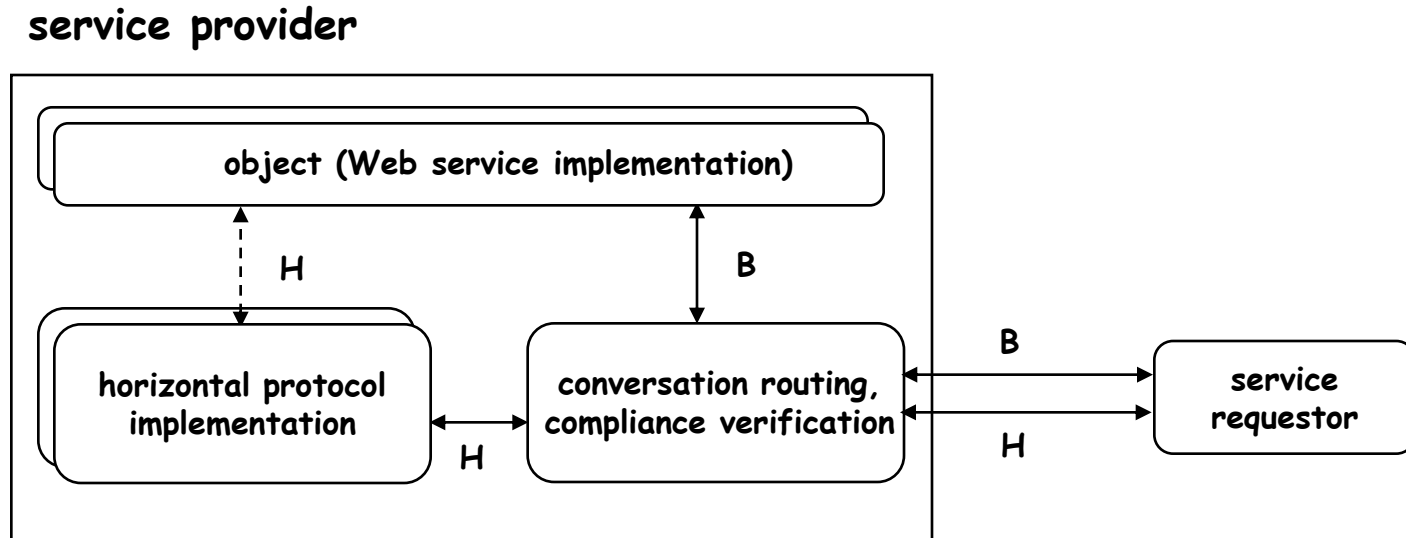 service provider
object (Web service implementation)
H
B
horizontal protocol
implementation
H
conversation routing,
compliance verification
B
H
service
requestor